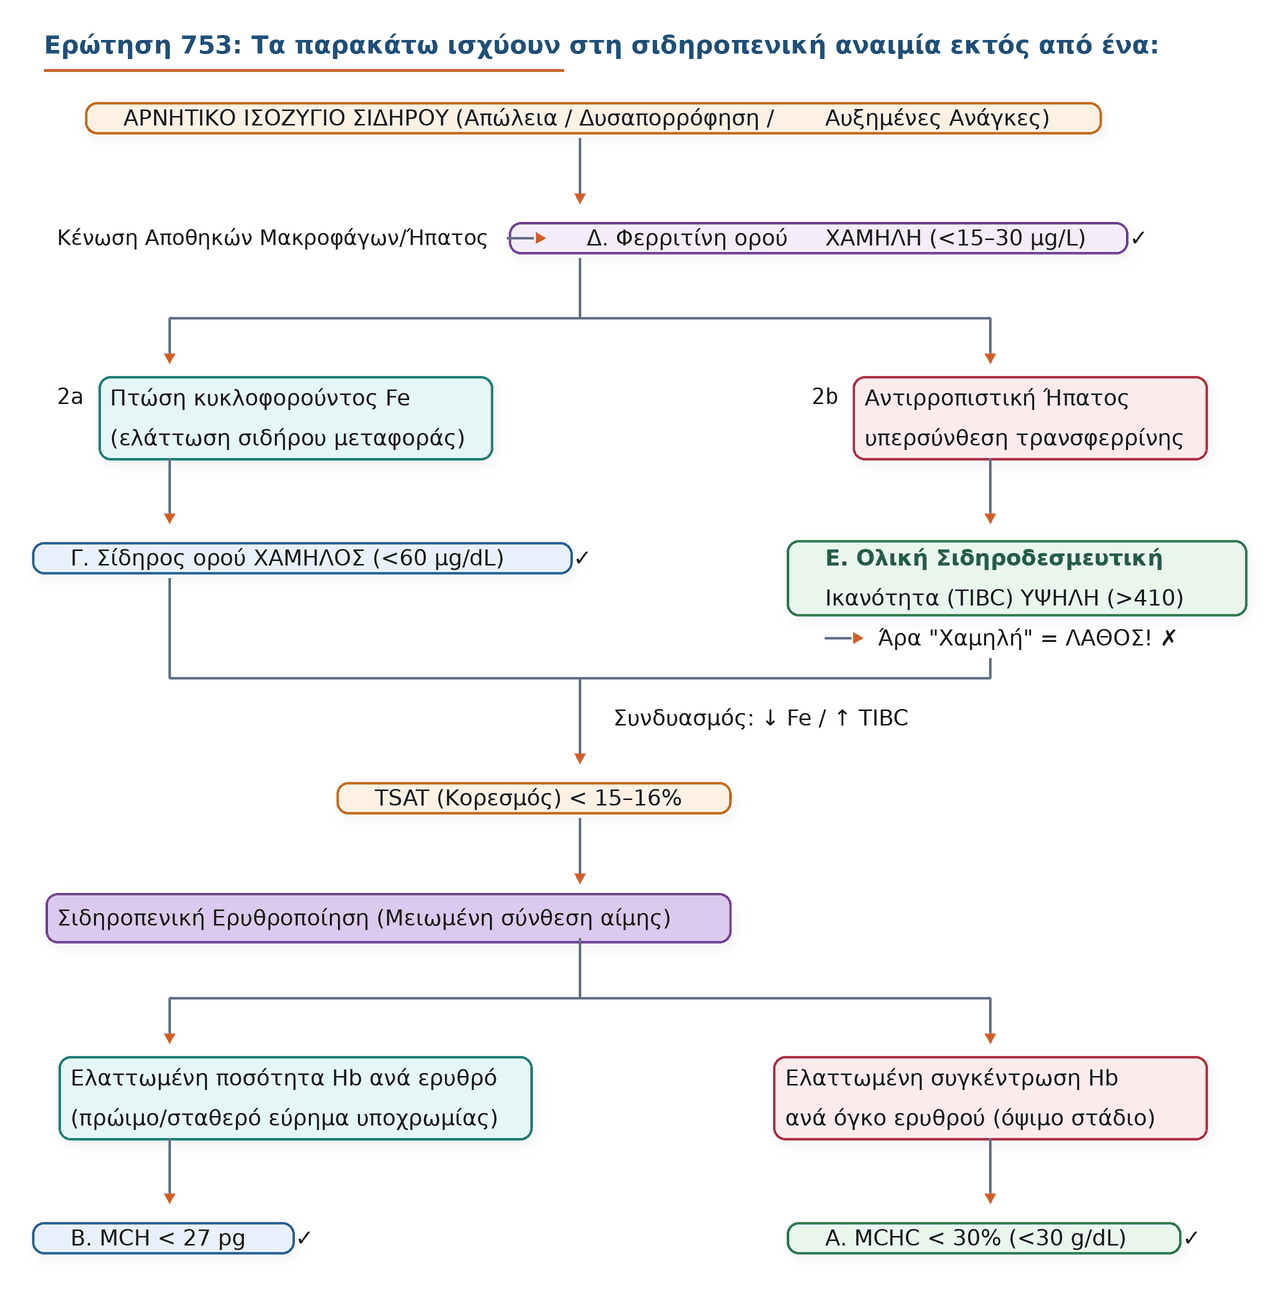 Ερώτηση 753: Τα παρακάτω ισχύουν στη σιδηροπενική αναιμία εκτός από ένα:
ΑΡΝΗΤΙΚΟ ΙΣΟΖΥΓΙΟ ΣΙΔΗΡΟΥ (Απώλεια / Δυσαπορρόφηση / Αυξημένες Ανάγκες)
Κένωση Αποθηκών Μακροφάγων/Ήπατος
Δ. Φερριτίνη ορού ΧΑΜΗΛΗ (<15–30 µg/L) ✓
2a
Πτώση κυκλοφορούντος Fe
(ελάττωση σιδήρου μεταφοράς)
2b
Αντιρροπιστική Ήπατος
υπερσύνθεση τρανσφερρίνης
Γ. Σίδηρος ορού ΧΑΜΗΛΟΣ (<60 µg/dL) ✓
Ε. Ολική Σιδηροδεσμευτική
Ικανότητα (TIBC) ΥΨΗΛΗ (>410)
Άρα "Χαμηλή" = ΛΑΘΟΣ! ✗
Συνδυασμός: ↓ Fe / ↑ TIBC
TSAT (Κορεσμός) < 15–16%
Σιδηροπενική Ερυθροποίηση (Μειωμένη σύνθεση αίμης)
Ελαττωμένη ποσότητα Hb ανά ερυθρό
(πρώιμο/σταθερό εύρημα υποχρωμίας)
Ελαττωμένη συγκέντρωση Hb
ανά όγκο ερυθρού (όψιμο στάδιο)
Β. MCH < 27 pg ✓
Α. MCHC < 30% (<30 g/dL) ✓